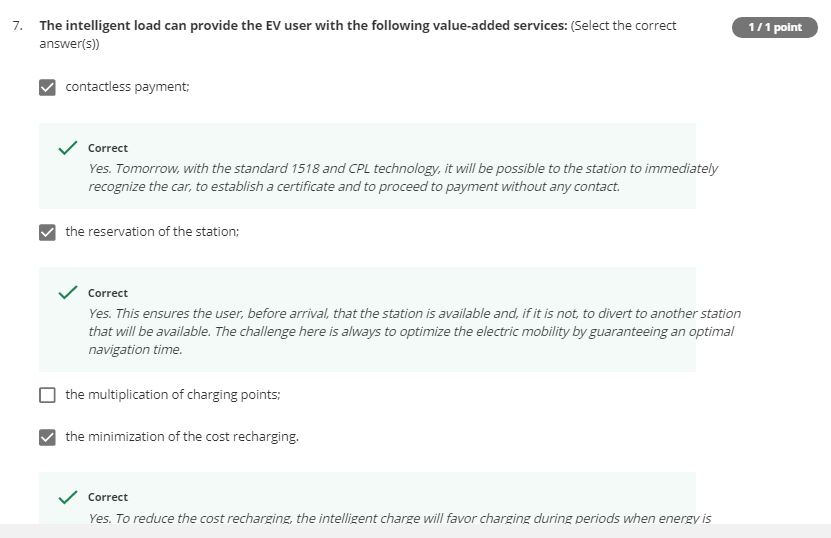 7. The intelligent load can provide the EV user with the following value-added services: (Select the correct
answer(s))
1 / 1 point
contactless payment;
Correct
Yes. Tomorrow, with the standard 1518 and CPL technology, it will be possible to the station to immediately
recognize the car, to establish a certificate and to proceed to payment without any contact.
the reservation of the station;
Correct
Yes. This ensures the user, before arrival, that the station is available and, if it is not, to divert to another station
that will be available. The challenge here is always to optimize the electric mobility by guaranteeing an optimal
navigation time.
the multiplication of charging points;
the minimization of the cost recharging.
Correct
Yes. To reduce the cost recharging, the intelligent charge will favor charging during periods when energy is